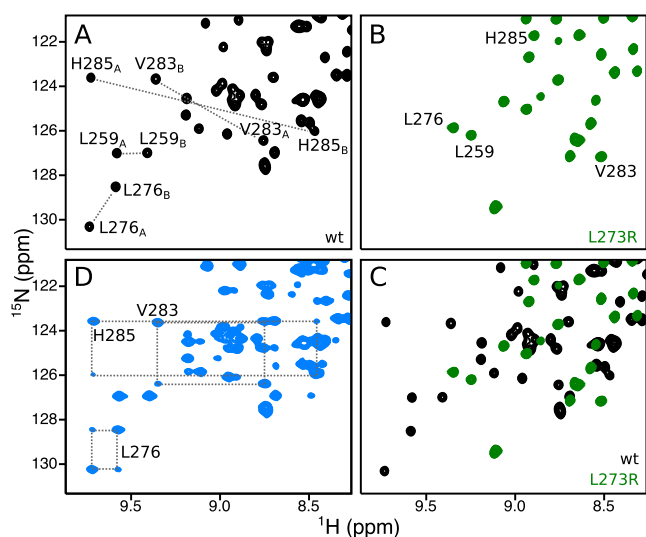 A
B
122
124
126
128
130
H285A
V283B
L259A
L259B
V283A
H285B
L276B
L276A
wt
H285
L276
L259
V283
L273R
15N (ppm)
D
C
122
124
126
128
130
V283
H285
L276
wt
L273R
9.5
9.0
8.5
9.5
9.0
8.5
1H (ppm)